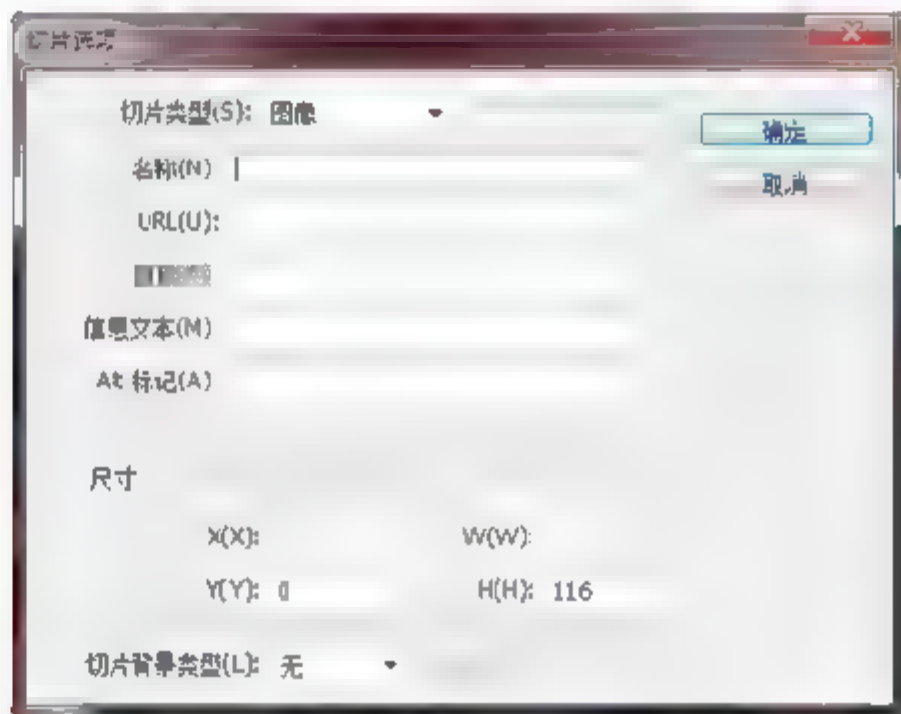 切片选项
切片类型(S): 图像
确定
名称(N)
取消
URL(U):
信息文本(M)
Alt 标记(A)
尺寸
X(X): W(W):
Y(Y): 0 H(H): 116
切片背景类型(L): 无